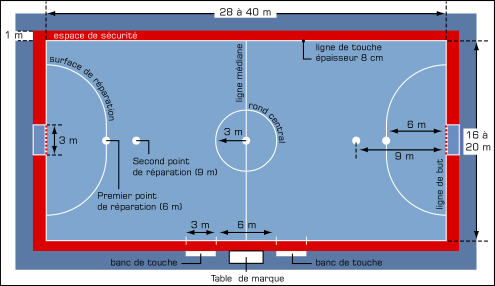 28 à 40 m
1 m
espace de sécurité
ligne de touche
épaisseur 8 cm
surface de réparation
ligne médiane
rond central
3 m
3 m
6 m
9 m
16 à
20 m
Second point
de réparation (9 m)
Premier point
de réparation (6 m)
ligne de but
3 m
6 m
banc de touche
banc de touche
Table de marque